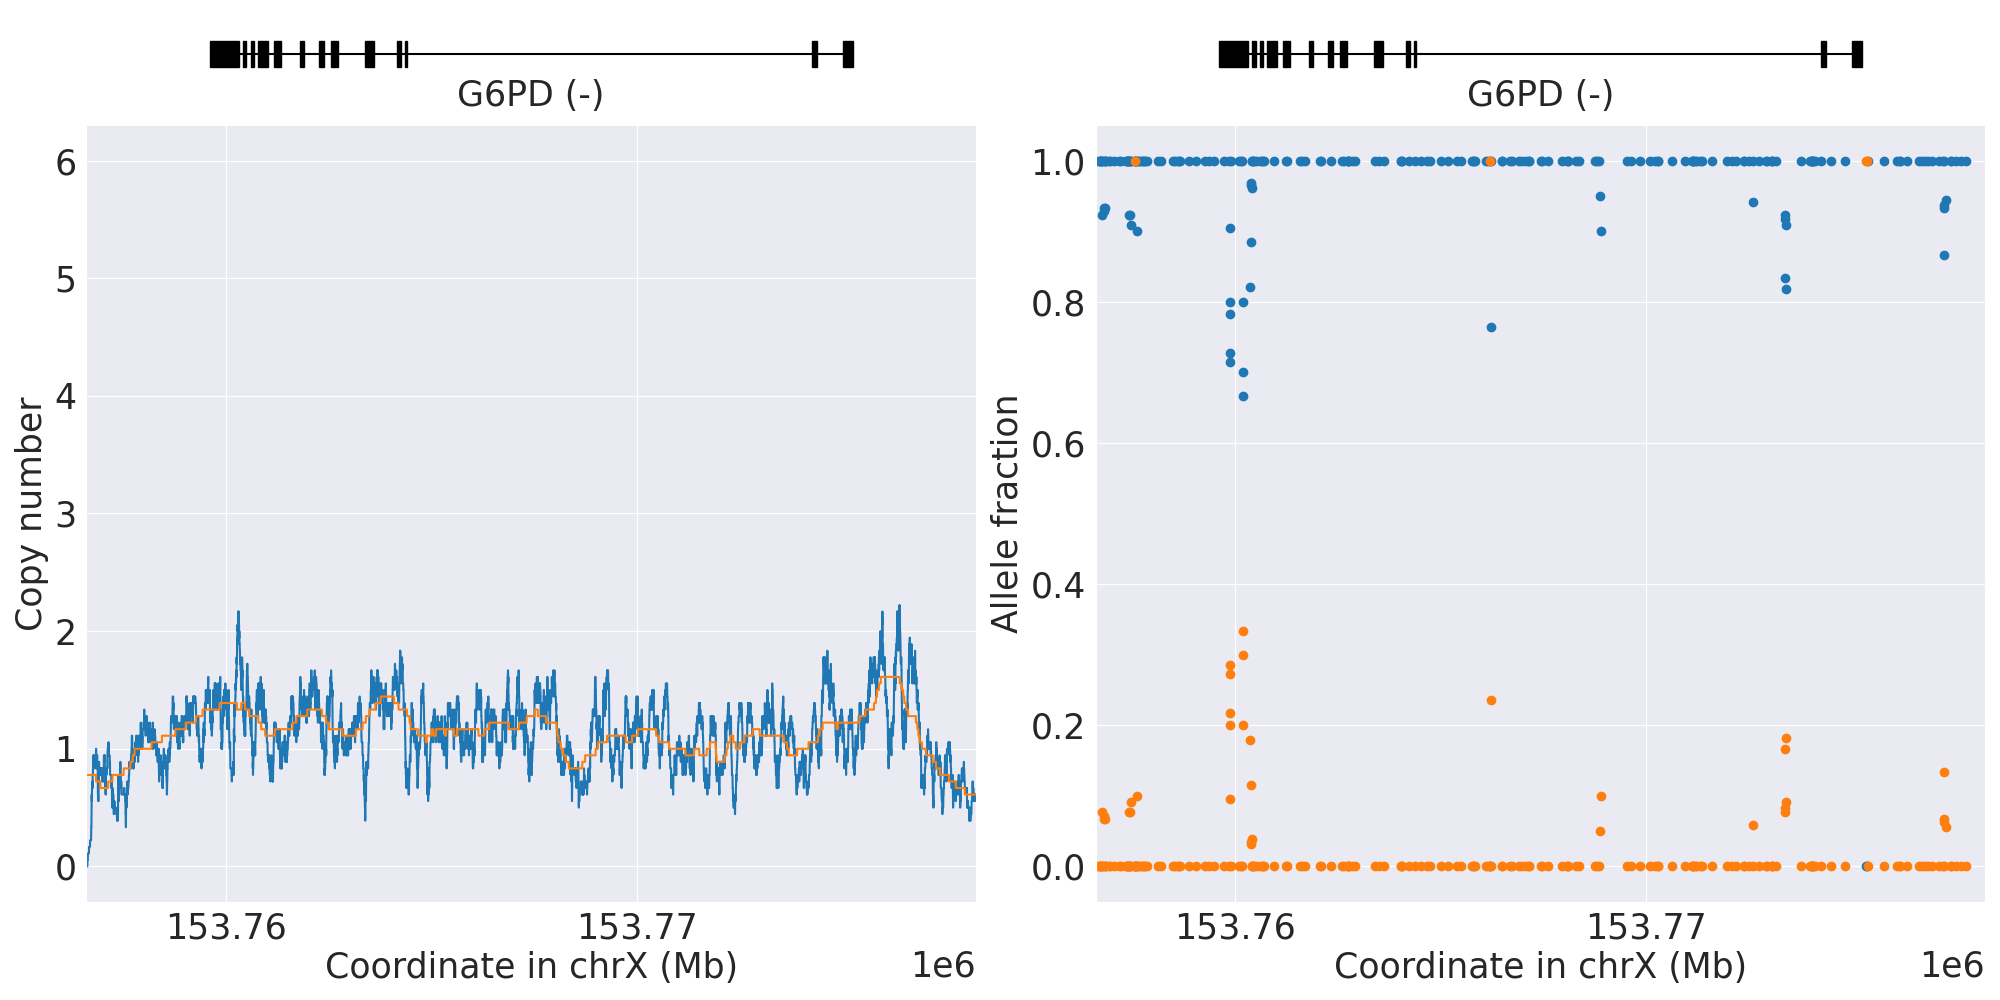 G6PD (-)
6
5
4
3
2
1
0
Copy number
153.76
153.77
Coordinate in chrX (Mb)
1e6
G6PD (-)
1.0
0.8
0.6
0.4
0.2
0.0
Allele fraction
153.76
153.77
Coordinate in chrX (Mb)
1e6